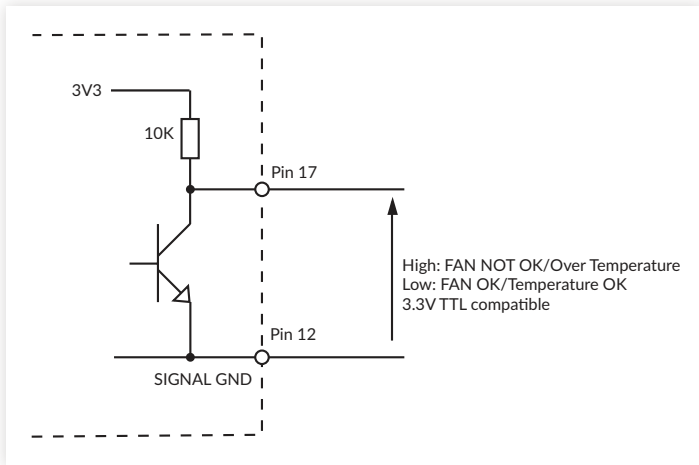 3V3
10K
Pin 17
High: FAN NOT OK/Over Temperature
Low: FAN OK/Temperature OK
3.3V TTL compatible
Pin 12
SIGNAL GND